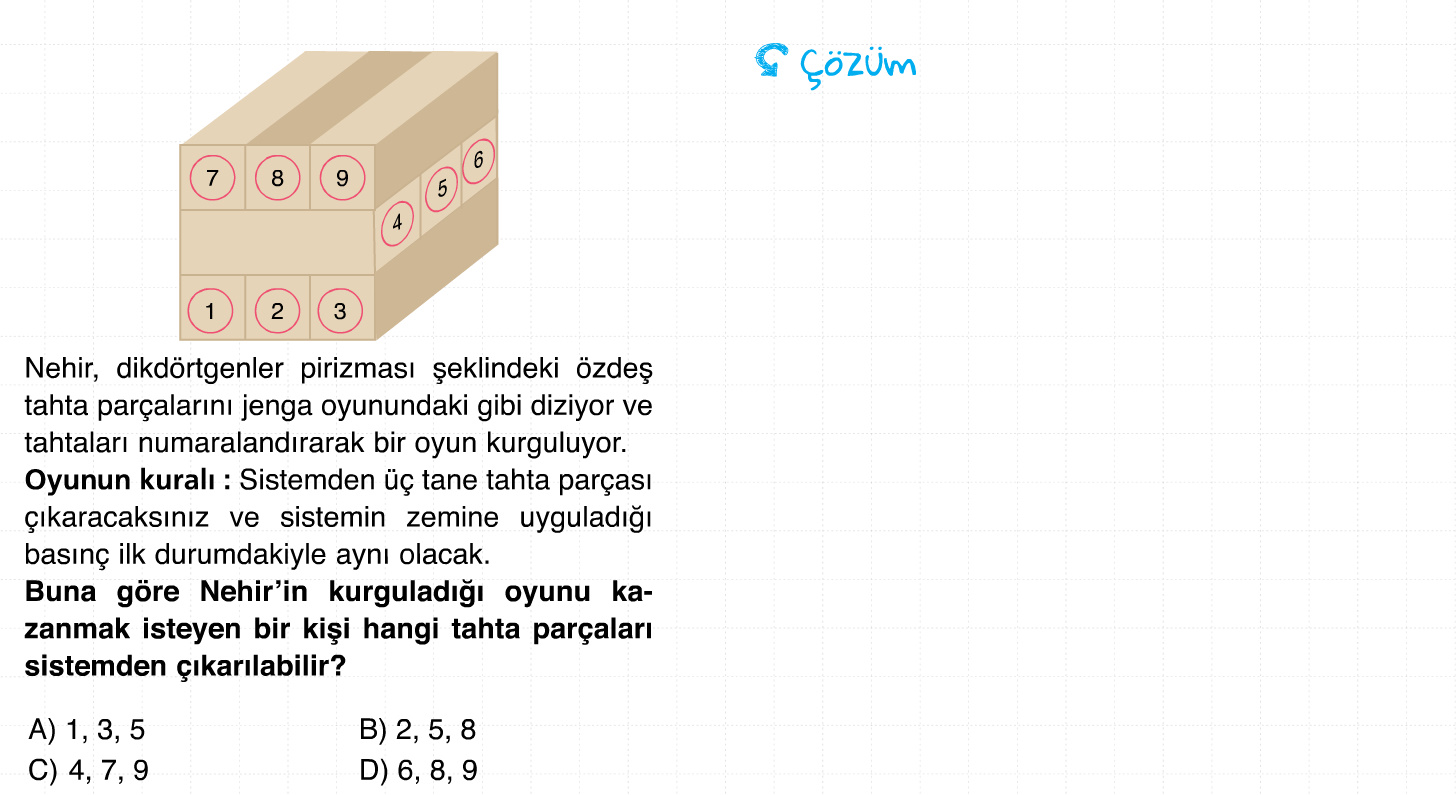 Çözüm
7 8 9
6
5
4
1 2 3
Nehir, dikdörtgenler pirizması şeklindeki özdeş
tahta parçalarını jenga oyunundaki gibi diziyor ve
tahtaları numaralandırarak bir oyun kurguluyor.
Oyunun kuralı : Sistemden üç tane tahta parçası
çıkaracaksınız ve sistemin zemine uyguladığı
basınç ilk durumdakiyle aynı olacak.
Buna göre Nehir’in kurguladığı oyunu ka-
zanmak isteyen bir kişi hangi tahta parçaları
sistemden çıkarılabilir?
A) 1, 3, 5 B) 2, 5, 8
C) 4, 7, 9 D) 6, 8, 9